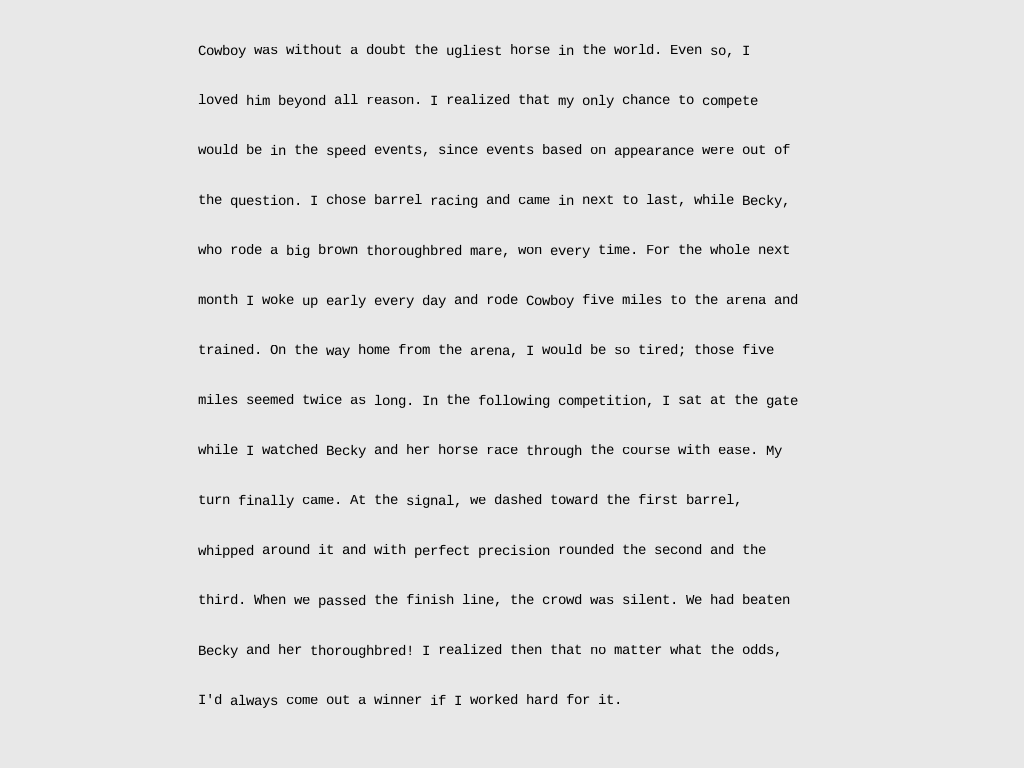 Cowboy was without a doubt the ugliest horse in the world. Even so, I
loved him beyond all reason. I realized that my only chance to compete
would be in the speed events, since events based on appearance were out of
the question. I chose barrel racing and came in next to last, while Becky,
who rode a big brown thoroughbred mare, won every time. For the whole next
month I woke up early every day and rode Cowboy five miles to the arena and
trained. On the way home from the arena, I would be so tired; those five
miles seemed twice as long. In the following competition, I sat at the gate
while I watched Becky and her horse race through the course with ease. My
turn finally came. At the signal, we dashed toward the first barrel,
whipped around it and with perfect precision rounded the second and the
third. When we passed the finish line, the crowd was silent. We had beaten
Becky and her thoroughbred! I realized then that no matter what the odds,
I'd always come out a winner if I worked hard for it.